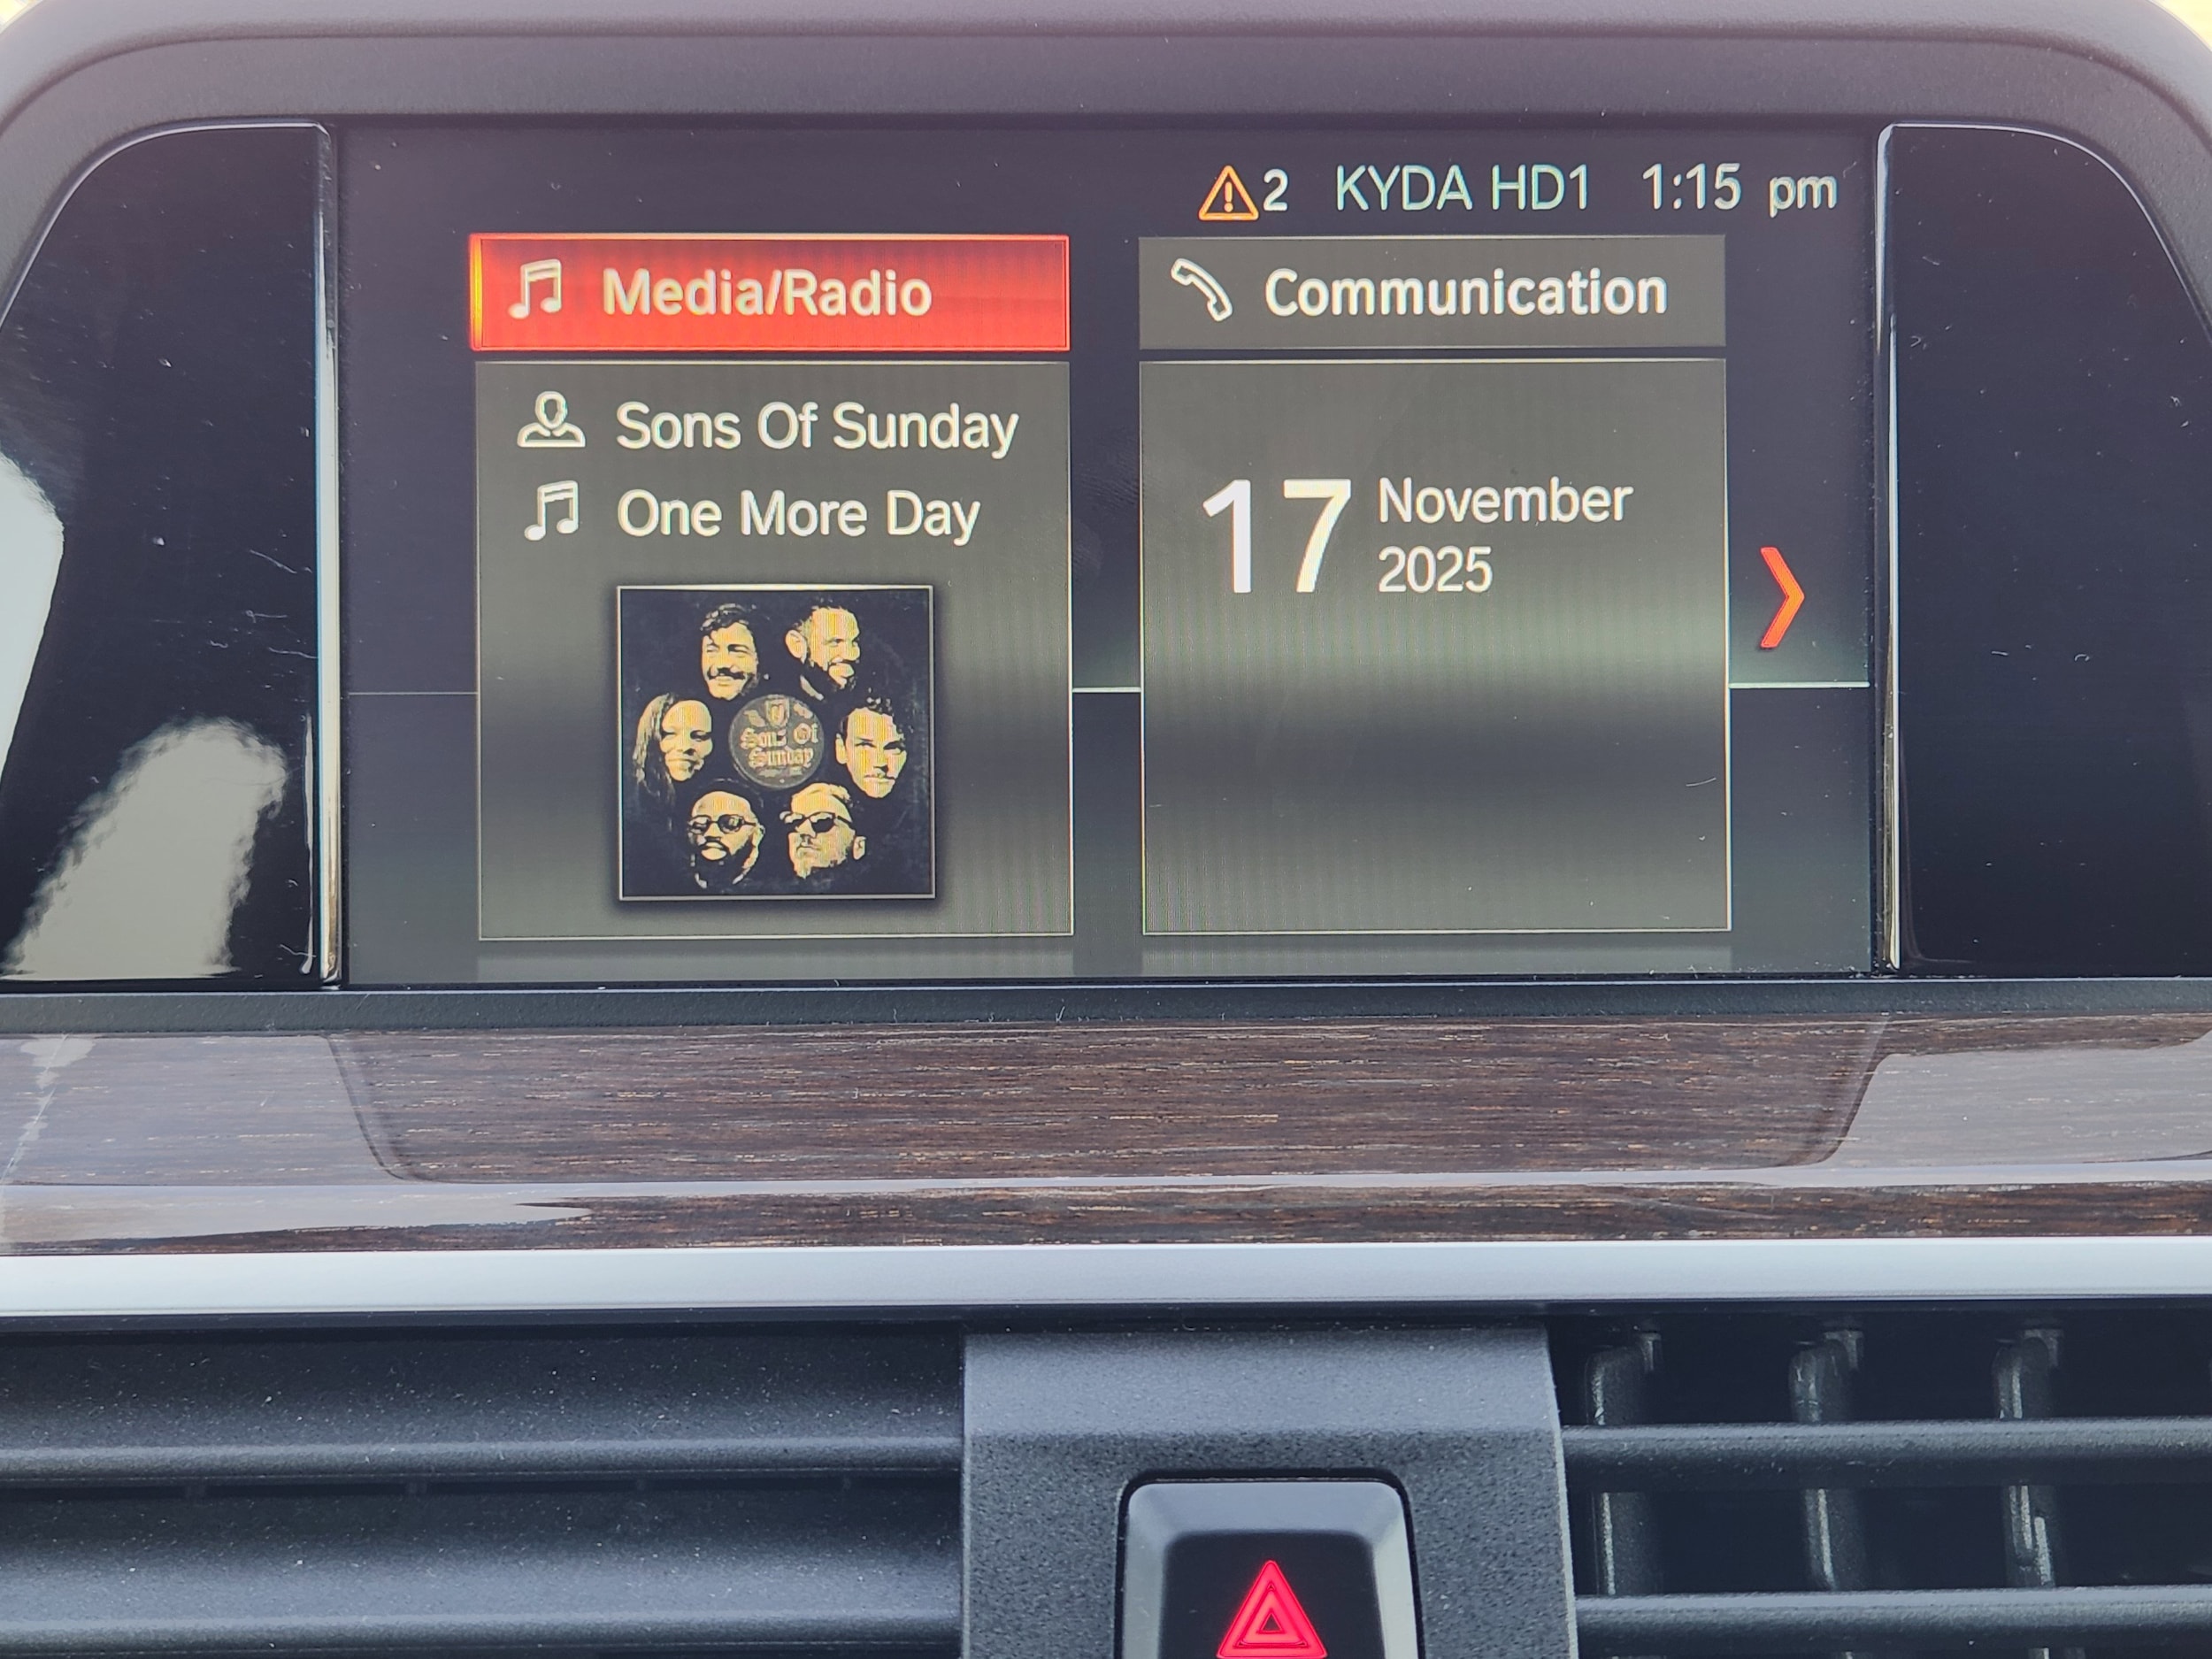 2 KYDA HD1 1:15 pm
Media/Radio
Sons Of Sunday
One More Day
Sons Of
Sunday
Communication
17 November
2025